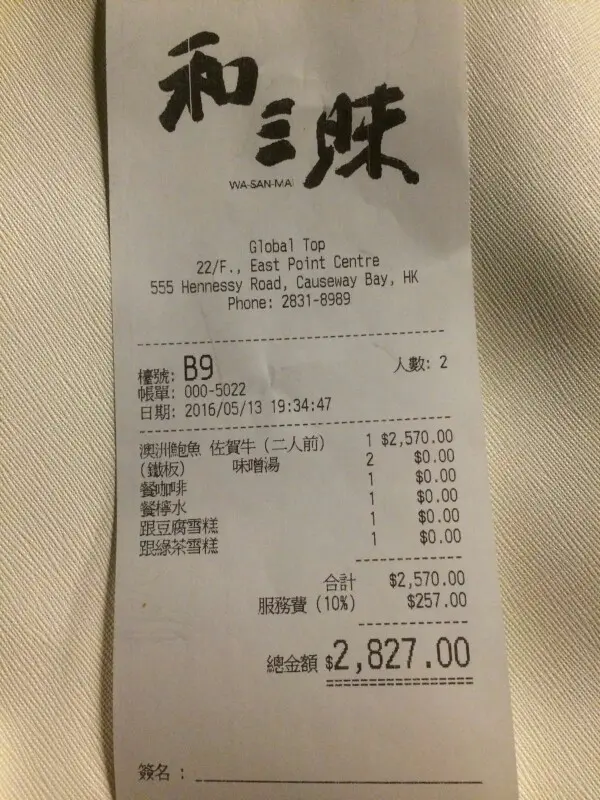 和三昧
WA-SAN-MAI
Global Top
22/F., East Point Centre
555 Hennessy Road, Causeway Bay, HK
Phone: 2831-8989
檯號: B9 人數: 2
帳單: 000-5022
日期: 2016/05/13 19:34:47
澳洲鮑魚 佐賀牛 (二人前) 1 $2,570.00
(鐵板) 味噌湯 2 $0.00
餐咖啡 1 $0.00
餐檸水 1 $0.00
跟豆腐雪糕 1 $0.00
跟綠茶雪糕 1 $0.00
合計 $2,570.00
服務費 (10%) $257.00
總金額 $2,827.00
簽名 :